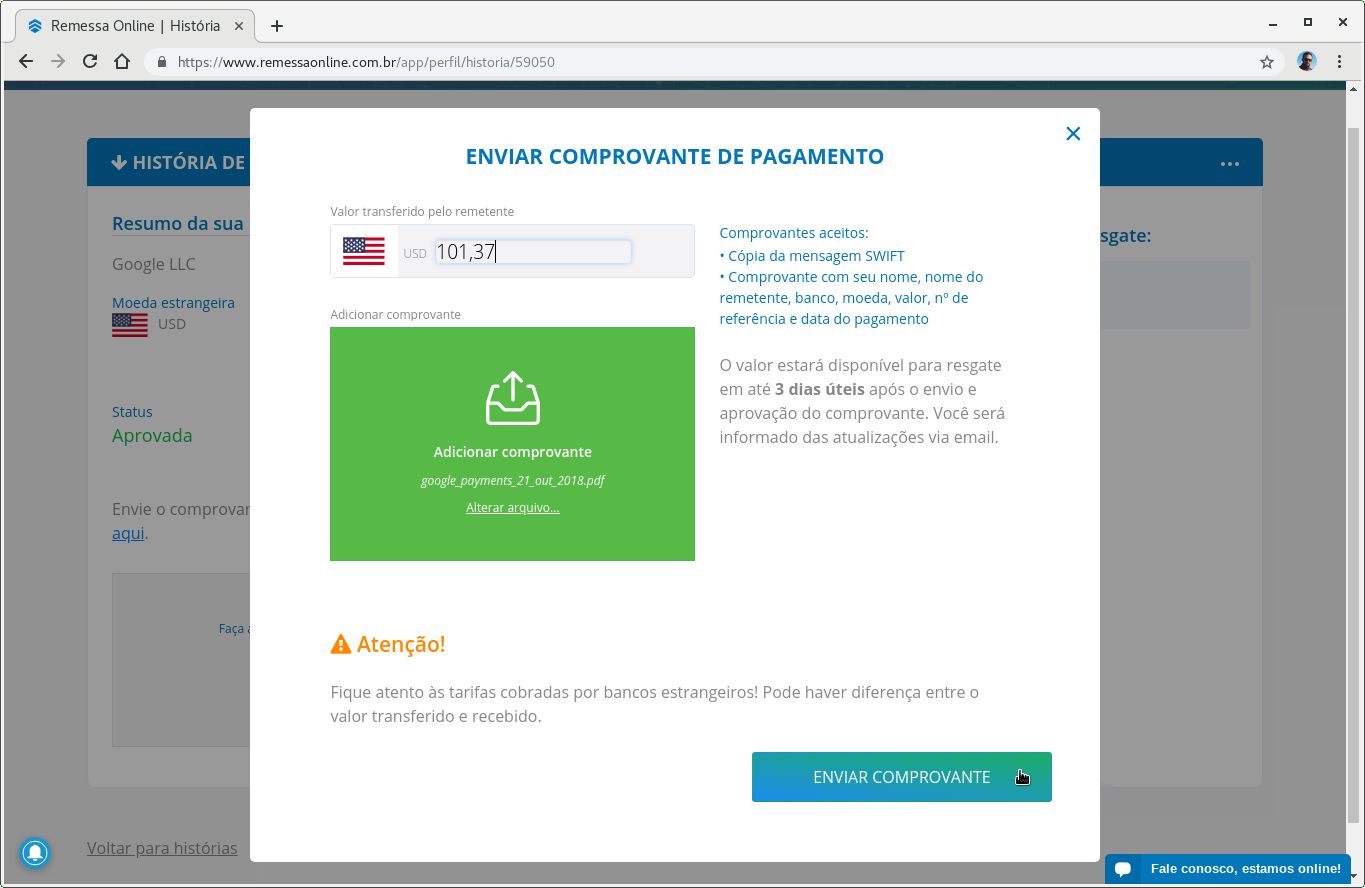 Remessa Online | História
https://www.remessaonline.com.br/app/perfil/historia/59050
HISTÓRIA DE
...
ENVIAR COMPROVANTE DE PAGAMENTO
Resumo da sua
Google LLC
Moeda estrangeira
USD
Status
Aprovada
Envie o comprovan
aqui.
Faça a
Voltar para histórias
Valor transferido pelo remetente
USD 101,37
Adicionar comprovante
Adicionar comprovante
google_payments_21_out_2018.pdf
Alterar arquivo...
Comprovantes aceitos:
• Cópia da mensagem SWIFT
• Comprovante com seu nome, nome do
remetente, banco, moeda, valor, nº de
referência e data do pagamento
O valor estará disponível para resgate
em até 3 dias úteis após o envio e
aprovação do comprovante. Você será
informado das atualizações via email.
sgate:
Atenção!
Fique atento às tarifas cobradas por bancos estrangeiros! Pode haver diferença entre o
valor transferido e recebido.
ENVIAR COMPROVANTE
Fale conosco, estamos online!